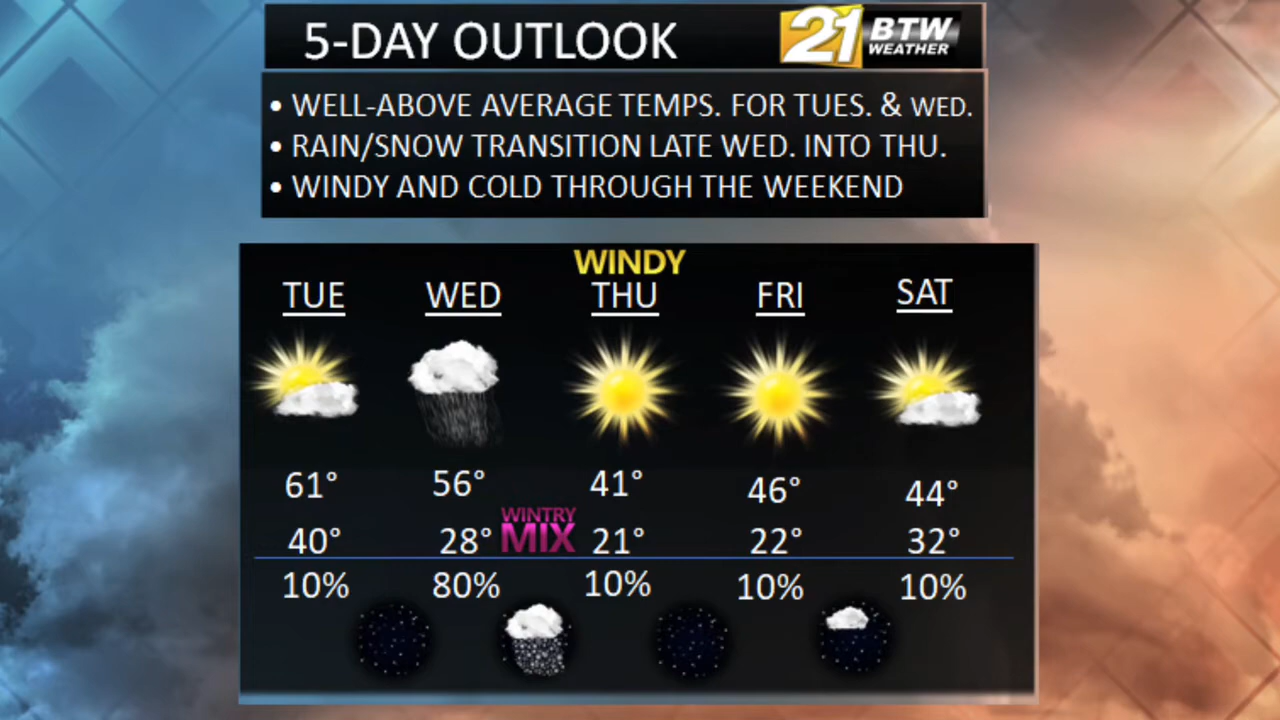 5-DAY OUTLOOK
21 BTW WEATHER
• WELL-ABOVE AVERAGE TEMPS. FOR TUES. & WED.
• RAIN/SNOW TRANSITION LATE WED. INTO THU.
• WINDY AND COLD THROUGH THE WEEKEND
WINDY
TUE WED THU FRI SAT
61° 56° 41° 46° 44°
WINTRY
40° 28° MIX 21° 22° 32°
10% 80% 10% 10% 10%